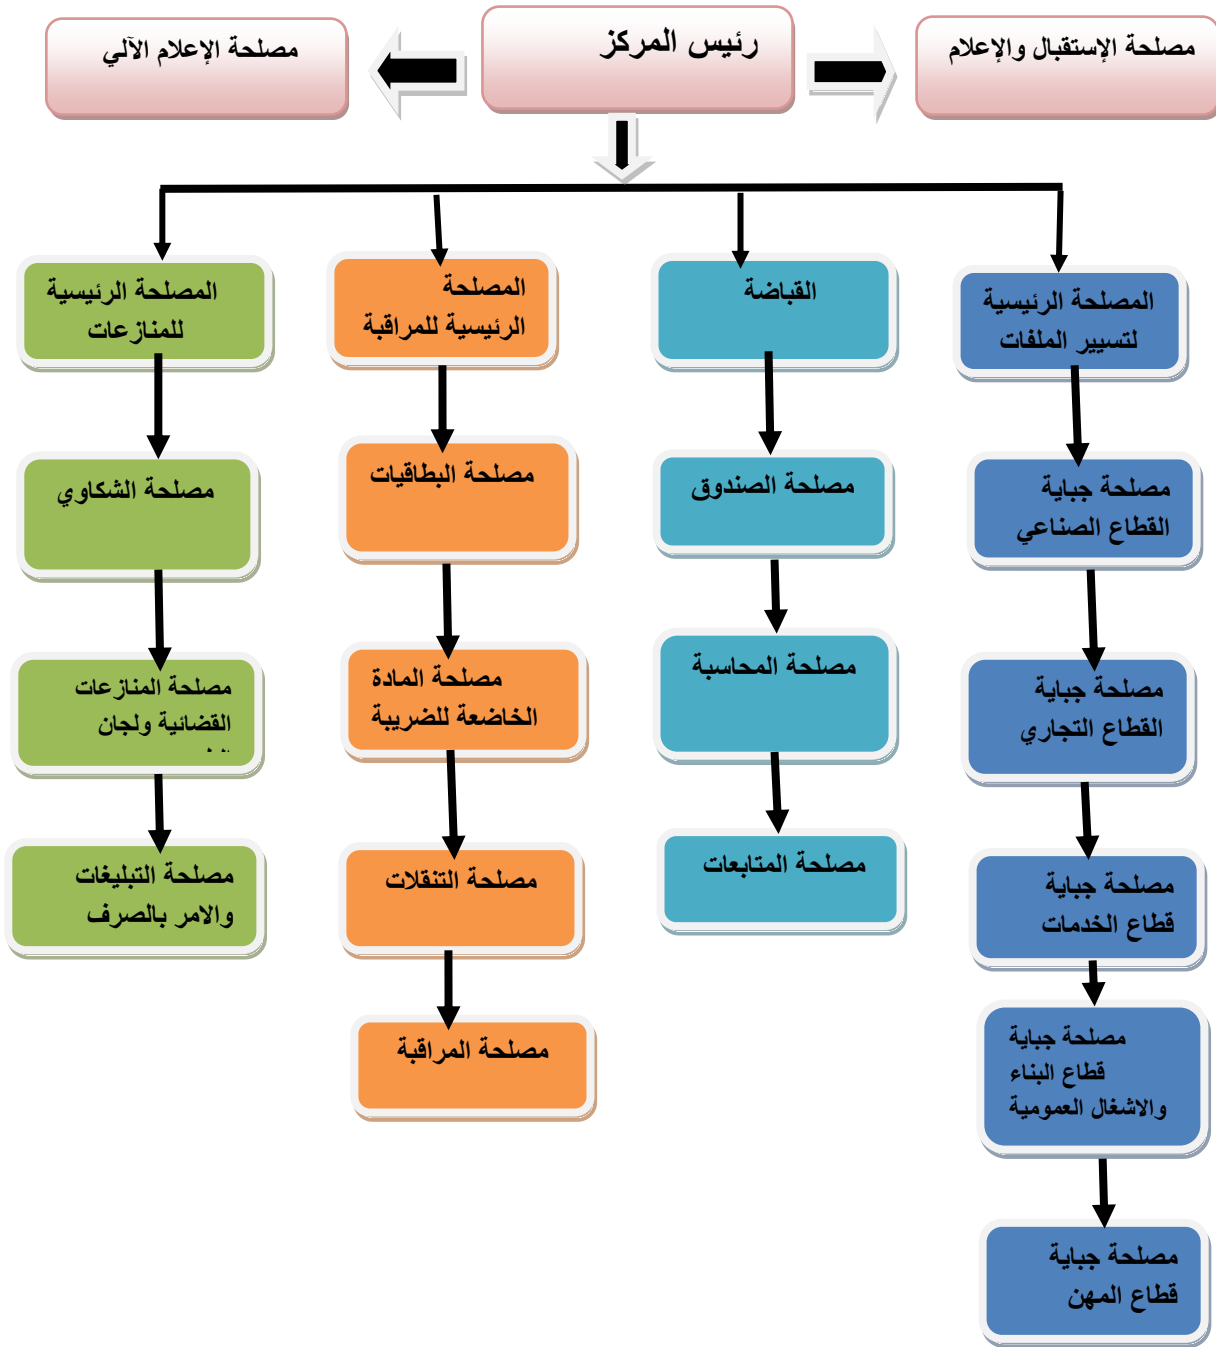 مصلحة الإستقبال والإعلام
رئيس المركز
مصلحة الإعلام الآلي
المصلحة الرئيسية
لتسيير الملفات
القباضة
المصلحة
الرئيسية للمراقبة
المصلحة الرئيسية
للمنازعات
مصلحة جباية
القطاع الصناعي
مصلحة الصندوق
مصلحة البطاقيات
مصلحة الشكاوي
مصلحة جباية
القطاع التجاري
مصلحة المحاسبة
مصلحة المادة
الخاضعة للضريبة
مصلحة المنازعات
القضائية ولجان
مصلحة جباية
قطاع الخدمات
مصلحة المتابعات
مصلحة التنقلات
مصلحة التبليغات
والامر بالصرف
مصلحة جباية
قطاع البناء
والاشغال العمومية
مصلحة المراقبة
مصلحة جباية
قطاع المهن